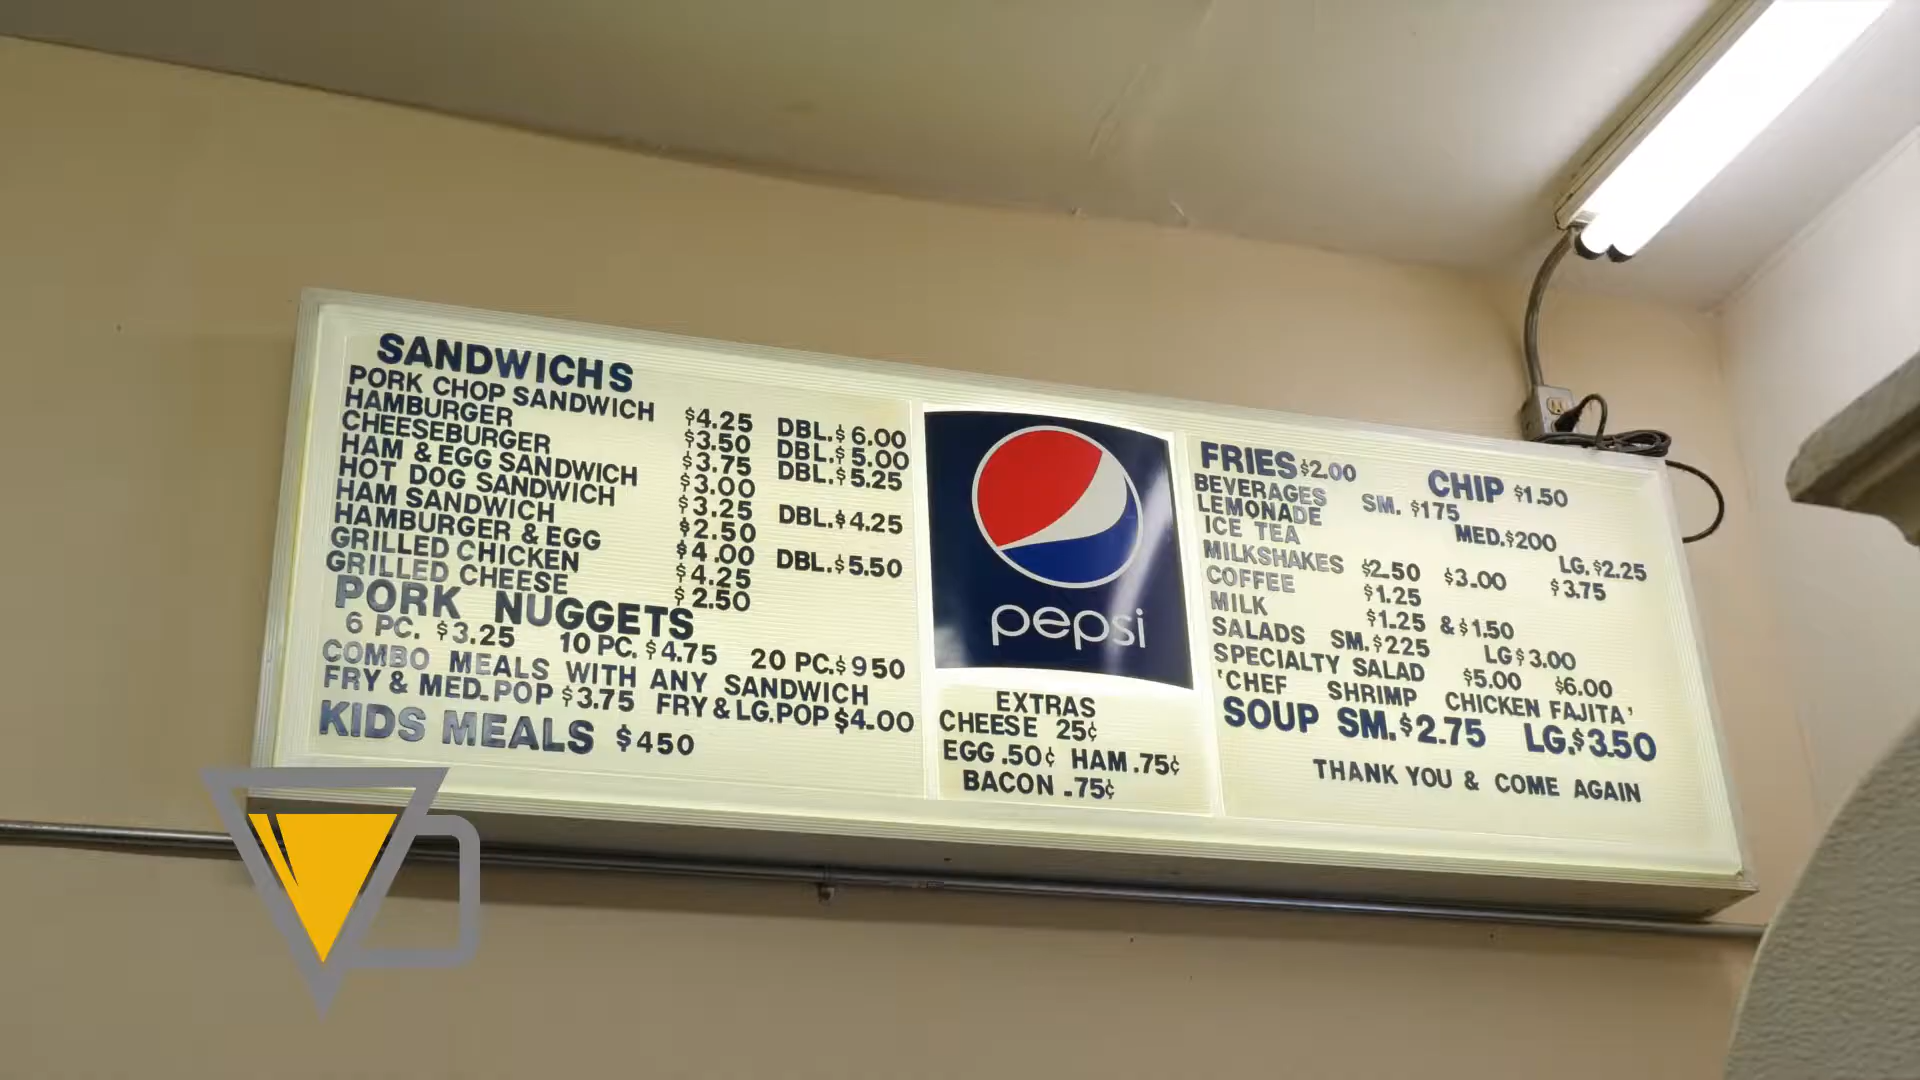 SANDWICHS
PORK CHOP SANDWICH $4.25 DBL.$6.00
HAMBURGER $3.50 DBL.$5.00
CHEESEBURGER $3.75 DBL.$5.25
HAM & EGG SANDWICH $3.00
HOT DOG SANDWICH $3.25 DBL.$4.25
HAM SANDWICH $2.50
HAMBURGER & EGG $4.00 DBL.$5.50
GRILLED CHICKEN $4.25
GRILLED CHEESE $2.50
PORK NUGGETS
6 PC. $3.25 10 PC.$4.75 20 PC.$950
COMBO MEALS WITH ANY SANDWICH
FRY & MED.POP $3.75 FRY & LG.POP $4.00
KIDS MEALS $450
pepsi
EXTRAS
CHEESE 25¢
EGG .50¢ HAM .75¢
BACON .75¢
FRIES $2.00 CHIP $1.50
BEVERAGES SM. $175
LEMONADE MED.$200
ICE TEA LG.$2.25
MILKSHAKES $2.50 $3.00 $3.75
COFFEE $1.25
MILK $1.25 & $1.50
SALADS SM.$225 LG$3.00
SPECIALTY SALAD $5.00 $6.00
'CHEF SHRIMP CHICKEN FAJITA'
SOUP SM.$2.75 LG.$3.50
THANK YOU & COME AGAIN